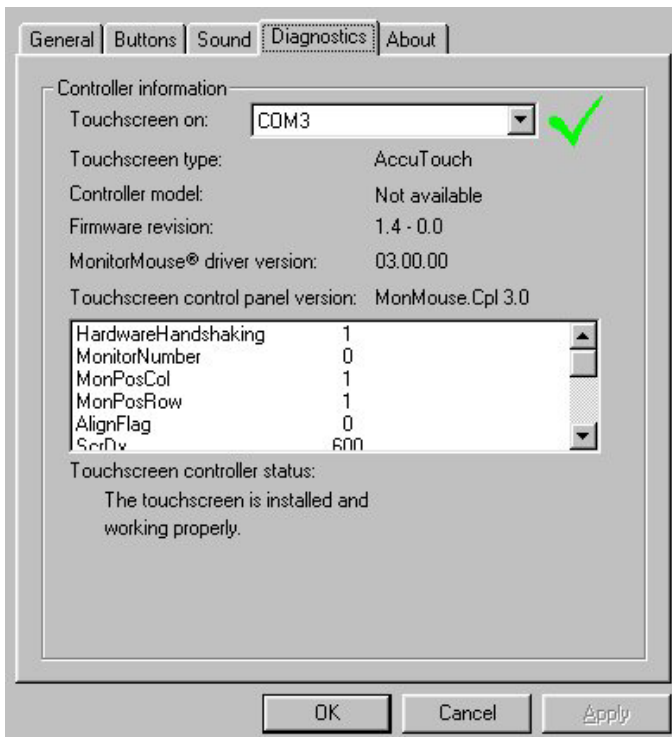 General Buttons Sound Diagnostics About
Controller information
Touchscreen on: COM3
Touchscreen type: AccuTouch
Controller model: Not available
Firmware revision: 1.4 - 0.0
MonitorMouse® driver version: 03.00.00
Touchscreen control panel version: MonMouse.Cpl 3.0
HardwareHandshaking 1
MonitorNumber 0
MonPosCol 1
MonPosRow 1
AlignFlag 0
ScrDx 600
Touchscreen controller status:
The touchscreen is installed and
working properly.
OK Cancel Apply